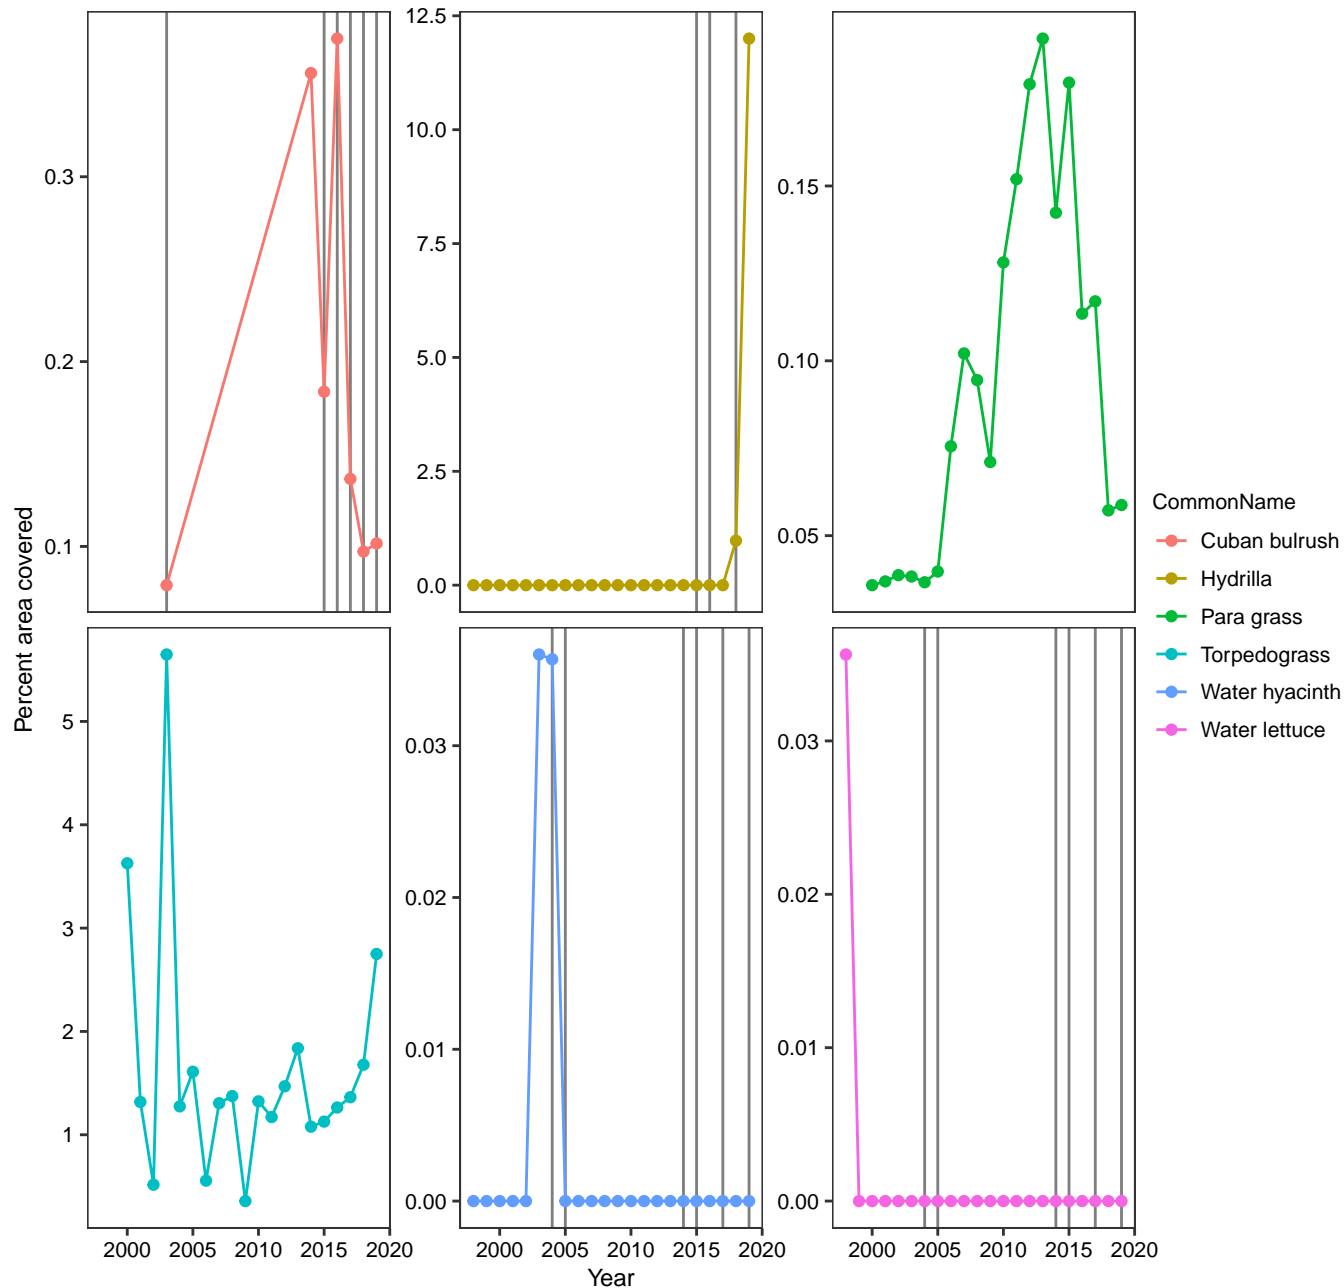 Percent area covered
0.3
0.2
0.1
12.5
10.0
7.5
5.0
2.5
0.0
0.15
0.10
0.05
5
4
3
2
1
0.03
0.02
0.01
0.00
0.03
0.02
0.01
0.00
2000 2005 2010 2015 2020
2000 2005 2010 2015 2020
2000 2005 2010 2015 2020
Year
CommonName
Cuban bulrush
Hydrilla
Para grass
Torpedograss
Water hyacinth
Water lettuce